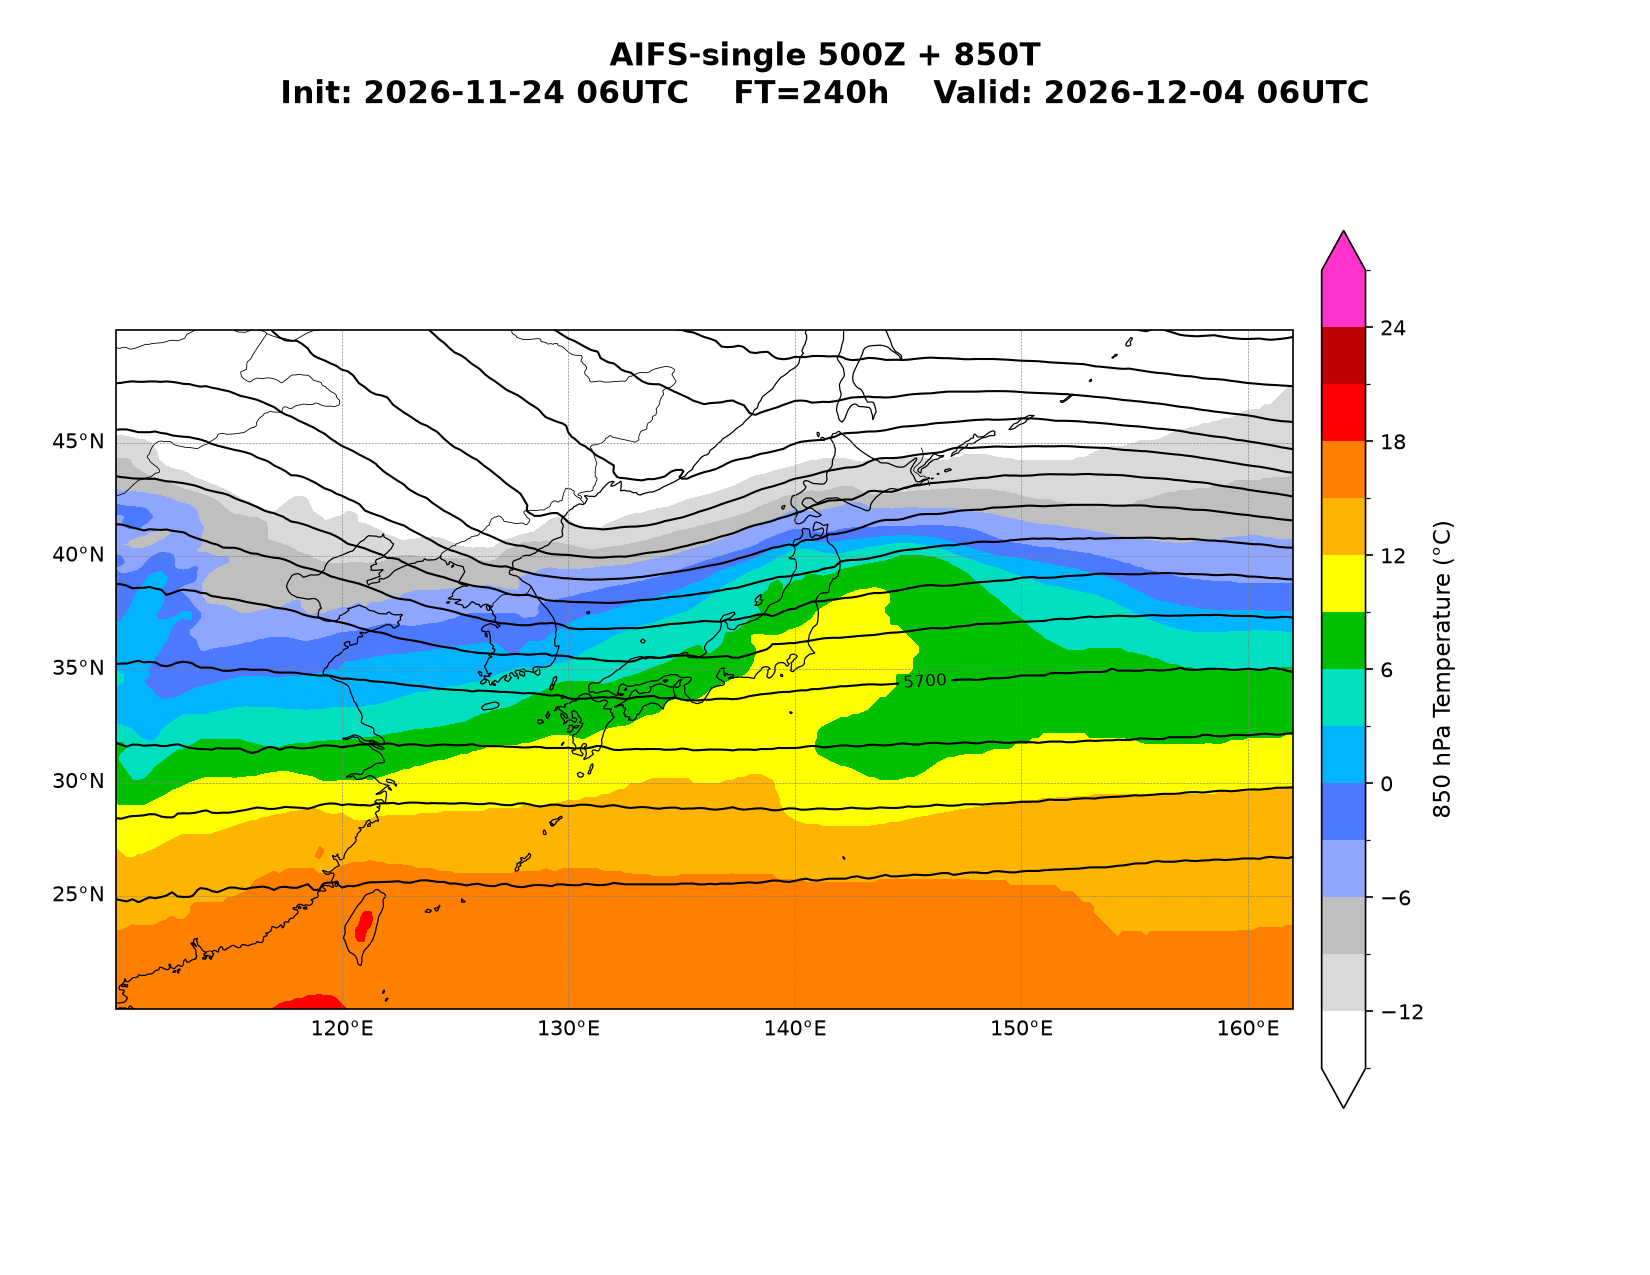 AIFS-single 500Z + 850T
Init: 2026-11-24 06UTC    FT=240h    Valid: 2026-12-04 06UTC
45°N
40°N
35°N
30°N
25°N
120°E
130°E
140°E
150°E
160°E
5700
24
18
12
6
0
−6
−12
850 hPa Temperature (°C)